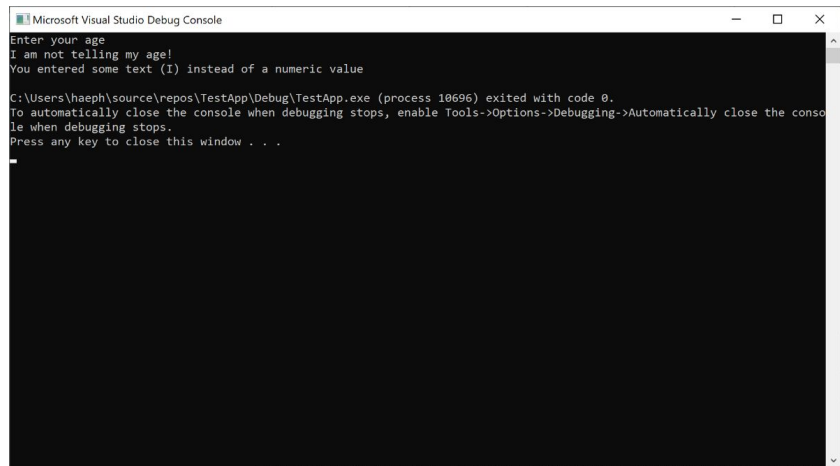 Microsoft Visual Studio Debug Console
Enter your age
I am not telling my age!
You entered some text (I) instead of a numeric value
C:\Users\haeph\source\repos\TestApp\Debug\TestApp.exe (process 10696) exited with code 0.
To automatically close the console when debugging stops, enable Tools->Options->Debugging->Automatically close the conso
le when debugging stops.
Press any key to close this window . . .